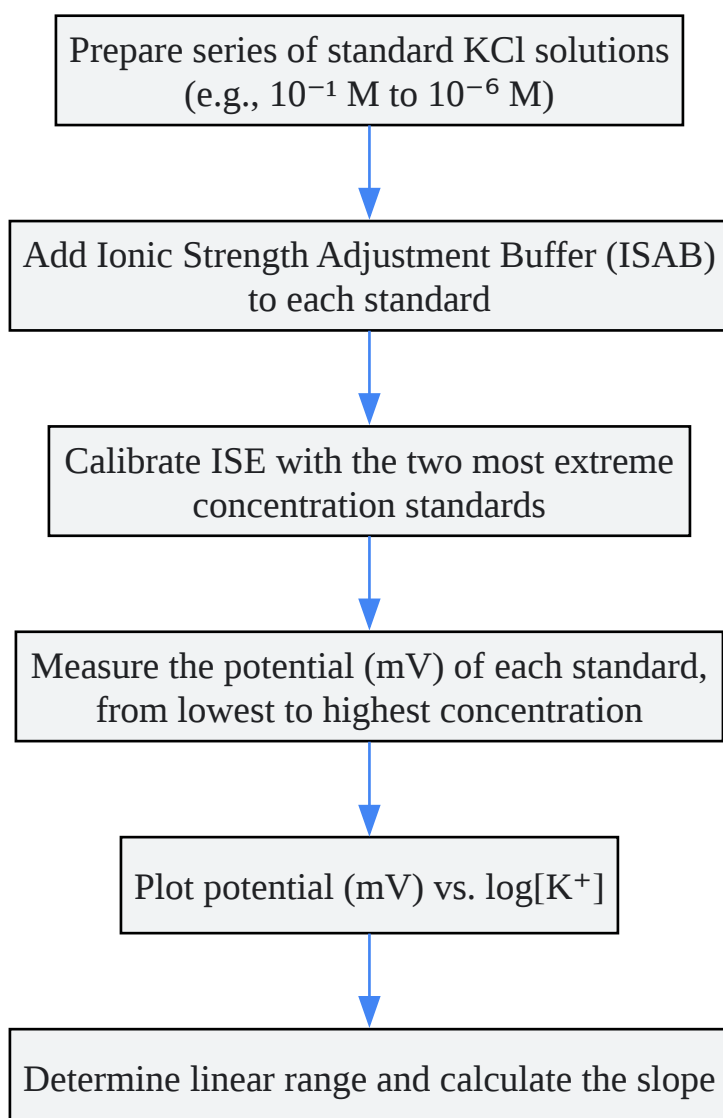 Prepare series of standard KCl solutions
(e.g., 10⁻¹ M to 10⁻⁶ M)
Add Ionic Strength Adjustment Buffer (ISAB)
to each standard
Calibrate ISE with the two most extreme
concentration standards
Measure the potential (mV) of each standard,
from lowest to highest concentration
Plot potential (mV) vs. log[K⁺]
Determine linear range and calculate the slope